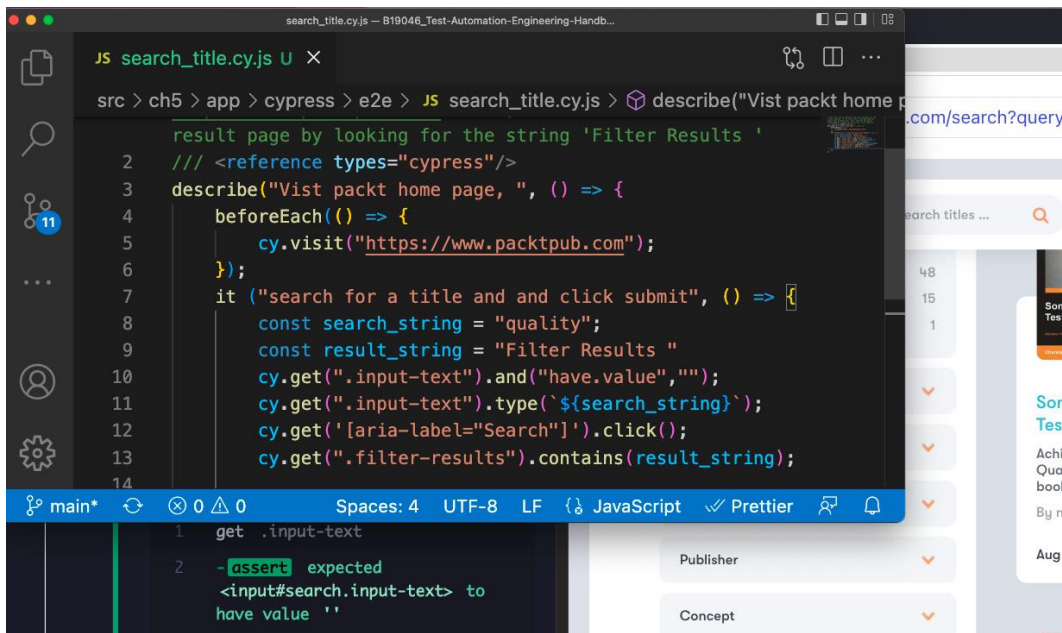 search_title.cy.js — B19046_Test-Automation-Engineering-Handb...
JS search_title.cy.js U ×
src > ch5 > app > cypress > e2e > JS search_title.cy.js > describe("Vist packt home p
result page by looking for the string 'Filter Results '
2 /// <reference types="cypress"/>
3 describe("Vist packt home page, ", () => {
4 beforeEach(() => {
5 cy.visit("https://www.packtpub.com");
6 });
7 it ("search for a title and and click submit", () => {
8 const search_string = "quality";
9 const result_string = "Filter Results "
10 cy.get(".input-text").and("have.value","");
11 cy.get(".input-text").type(`${search_string}`);
12 cy.get('[aria-label="Search"]').click();
13 cy.get(".filter-results").contains(result_string);
14
11
main* 0 0 Spaces: 4 UTF-8 LF JavaScript Prettier
1 get .input-text
2 -assert expected
<input#search.input-text> to
have value ''
.com/search?query
earch titles ...
48
15
1
Publisher
Concept
Son
Tes
Achi
Qua
bool
By
Aug